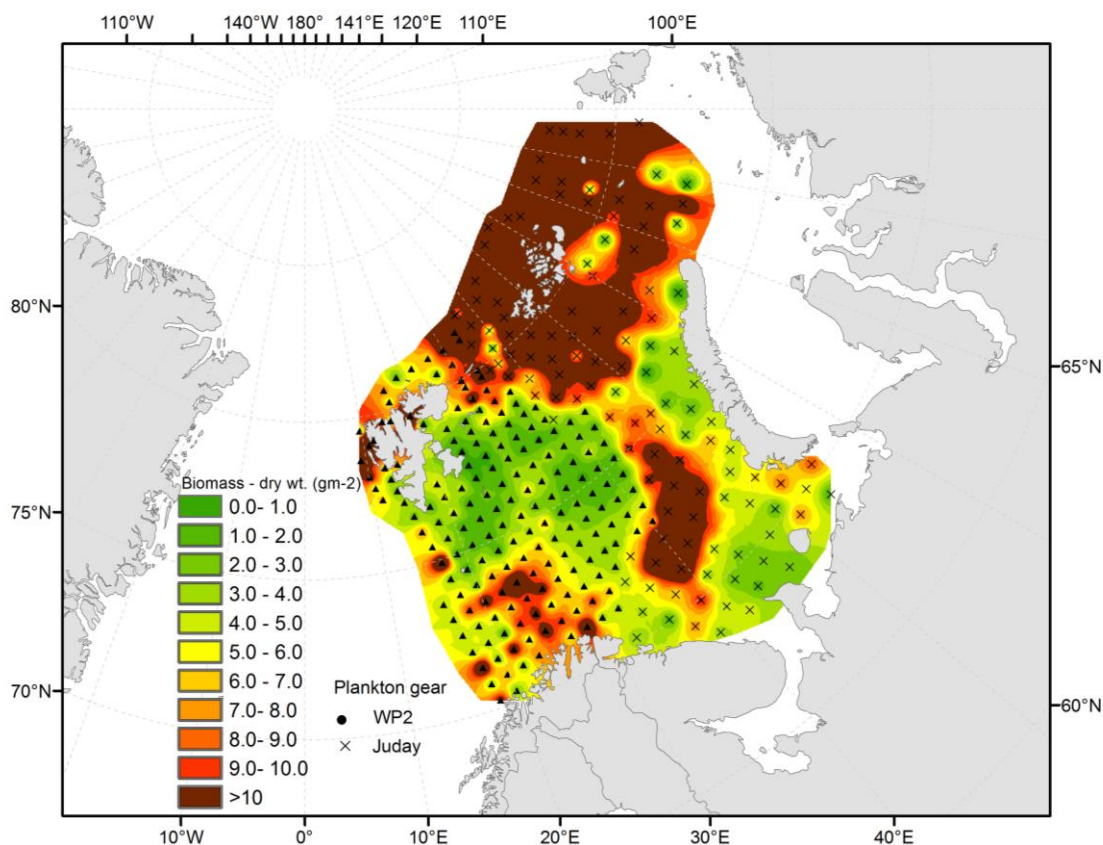 110°W 140°W 180° 141°E 120°E 110°E 100°E
80°N
65°N
75°N
70°N
60°N
Biomass - dry wt. (gm-2)
0.0- 1.0
1.0 - 2.0
2.0 - 3.0
3.0 - 4.0
4.0 - 5.0
5.0 - 6.0
6.0 - 7.0
7.0 - 8.0
8.0 - 9.0
9.0- 10.0
>10
Plankton gear
WP2
Juday
10°W 0° 10°E 20°E 30°E 40°E